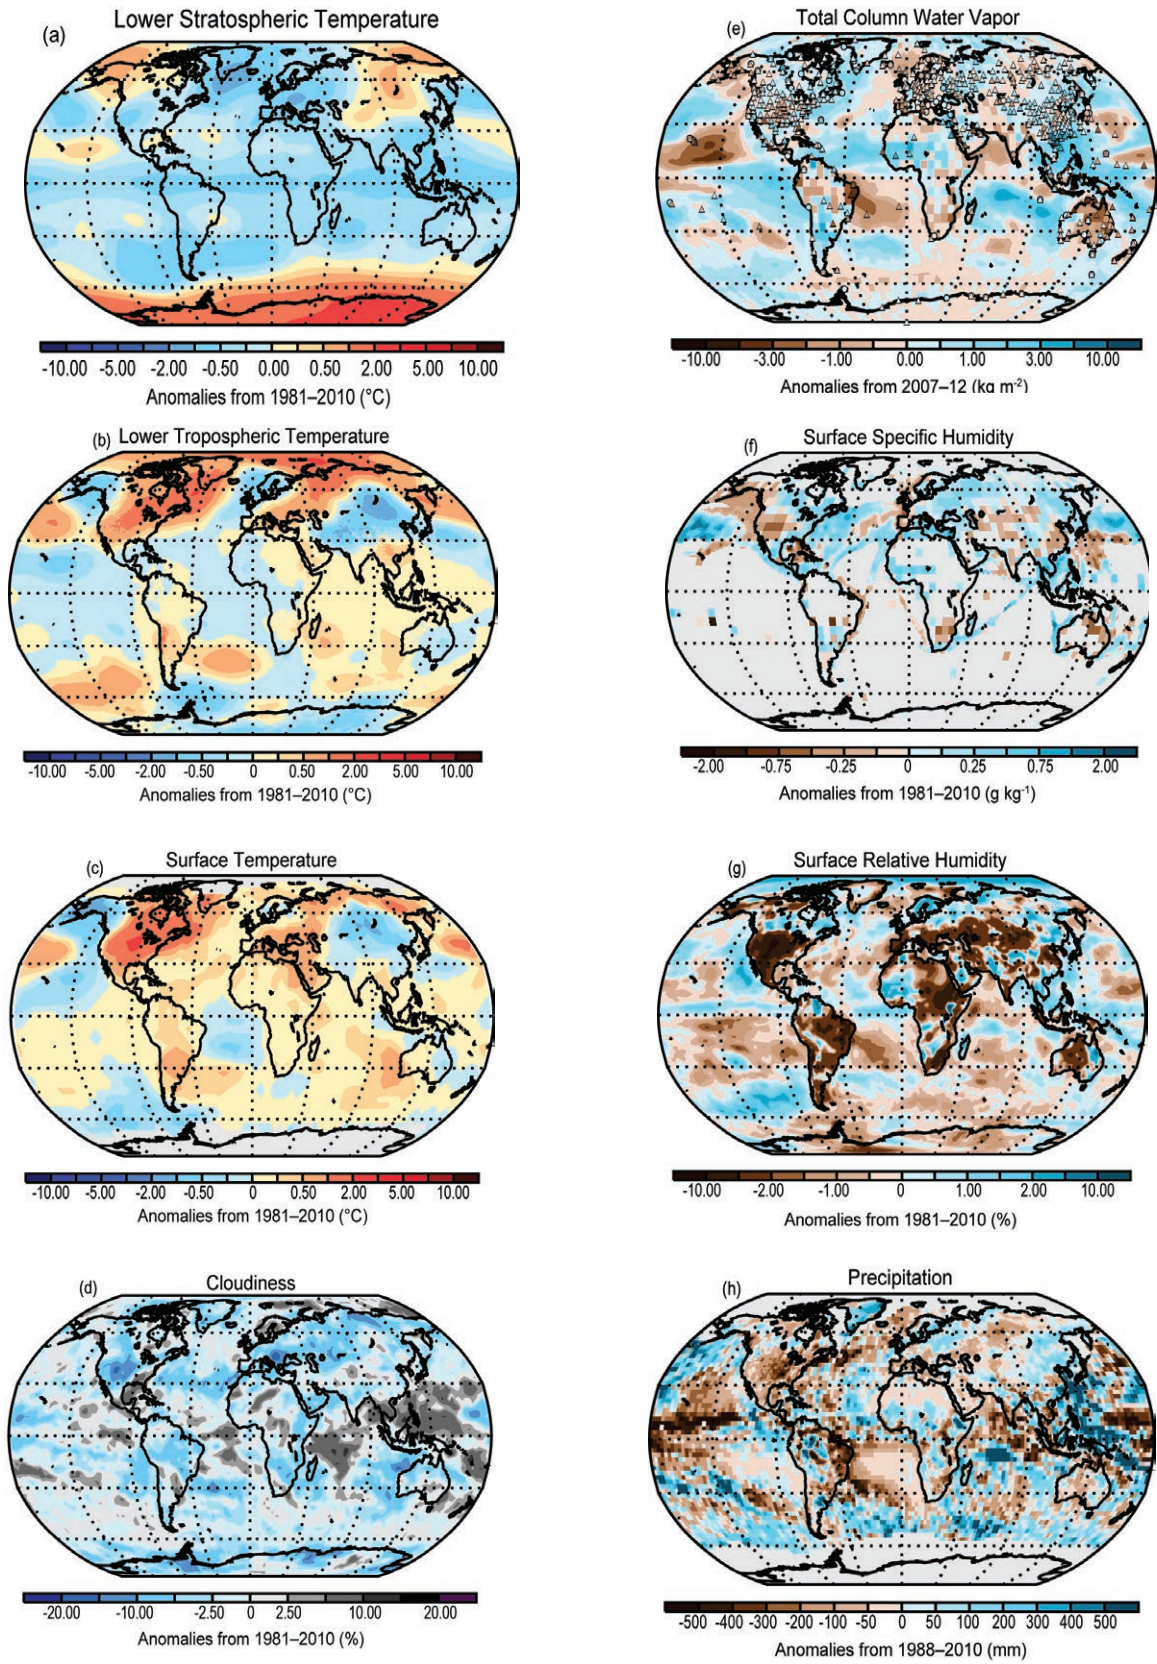 (a)
Lower Stratospheric Temperature
-10.00 -5.00 -2.00 -0.50 0.00 0.50 2.00 5.00 10.00
Anomalies from 1981–2010 (°C)
(b)
Lower Tropospheric Temperature
-10.00 -5.00 -2.00 -0.50 0 0.50 2.00 5.00 10.00
Anomalies from 1981–2010 (°C)
(c)
Surface Temperature
-10.00 -5.00 -2.00 -0.50 0 0.50 2.00 5.00 10.00
Anomalies from 1981–2010 (°C)
(d)
Cloudiness
-20.00 -10.00 -2.50 0 2.50 10.00 20.00
Anomalies from 1981–2010 (%)
(e)
Total Column Water Vapor
-10.00 -3.00 -1.00 0.00 1.00 3.00 10.00
Anomalies from 2007–12 (kg m⁻²)
(f)
Surface Specific Humidity
-2.00 -0.75 -0.25 0 0.25 0.75 2.00
Anomalies from 1981–2010 (g kg⁻¹)
(g)
Surface Relative Humidity
-10.00 -2.00 -1.00 0 1.00 2.00 10.00
Anomalies from 1981–2010 (%)
(h)
Precipitation
-500 -400 -300 -200 -100 -50 0 50 100 200 300 400 500
Anomalies from 1988–2010 (mm)